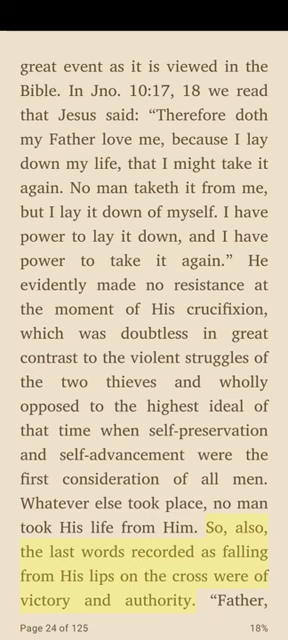 great event as it is viewed in the
Bible. In Jno. 10:17, 18 we read
that Jesus said: “Therefore doth
my Father love me, because I lay
down my life, that I might take it
again. No man taketh it from me,
but I lay it down of myself. I have
power to lay it down, and I have
power to take it again.” He
evidently made no resistance at
the moment of His crucifixion,
which was doubtless in great
contrast to the violent struggles of
the two thieves and wholly
opposed to the highest ideal of
that time when self-preservation
and self-advancement were the
first consideration of all men.
Whatever else took place, no man
took His life from Him. So, also,
the last words recorded as falling
from His lips on the cross were of
victory and authority. “Father,
Page 24 of 125
18%